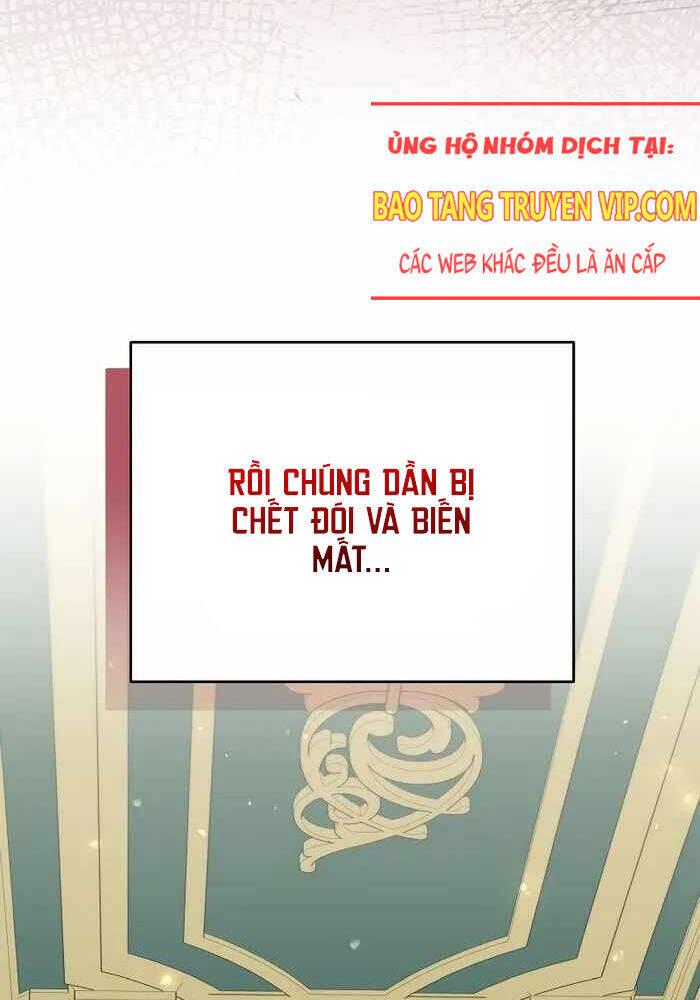 ỦNG HỘ NHÓM DỊCH TẠI:
BAO TANG TRUYEN VIP.COM
CÁC WEB KHÁC ĐỀU LÀ ĂN CẮP
RỒI CHÚNG DẦN BỊ
CHẾT ĐÓI VÀ BIẾN
MẤT...